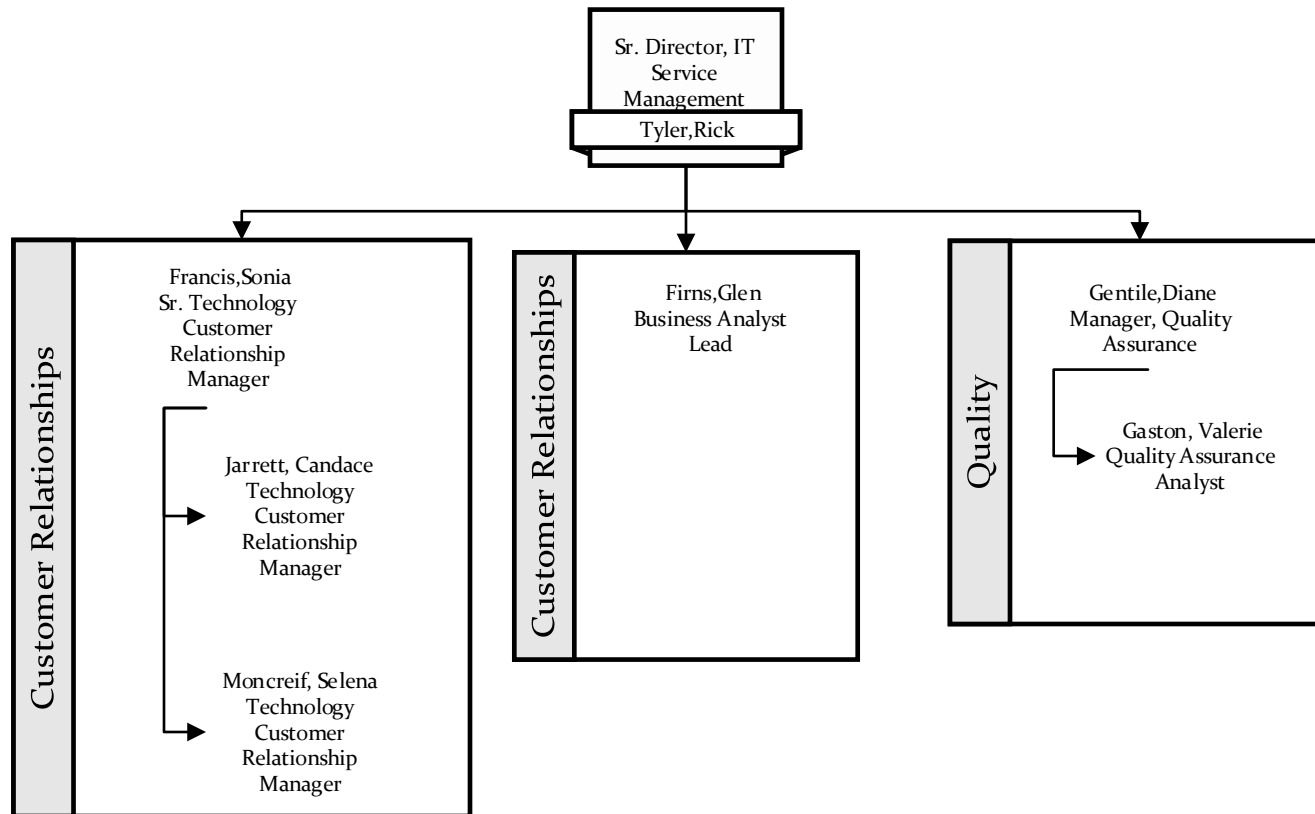 Sr. Director, IT
Service
Management
Tyler,Rick
Customer Relationships
Francis,Sonia
Sr. Technology
Customer
Relationship
Manager
Jarrett, Candace
Technology
Customer
Relationship
Manager
Moncreif, Selena
Technology
Customer
Relationship
Manager
Customer Relationships
Firns,Glen
Business Analyst
Lead
Quality
Gentile,Diane
Manager, Quality
Assurance
Gaston, Valerie
Quality Assurance
Analyst